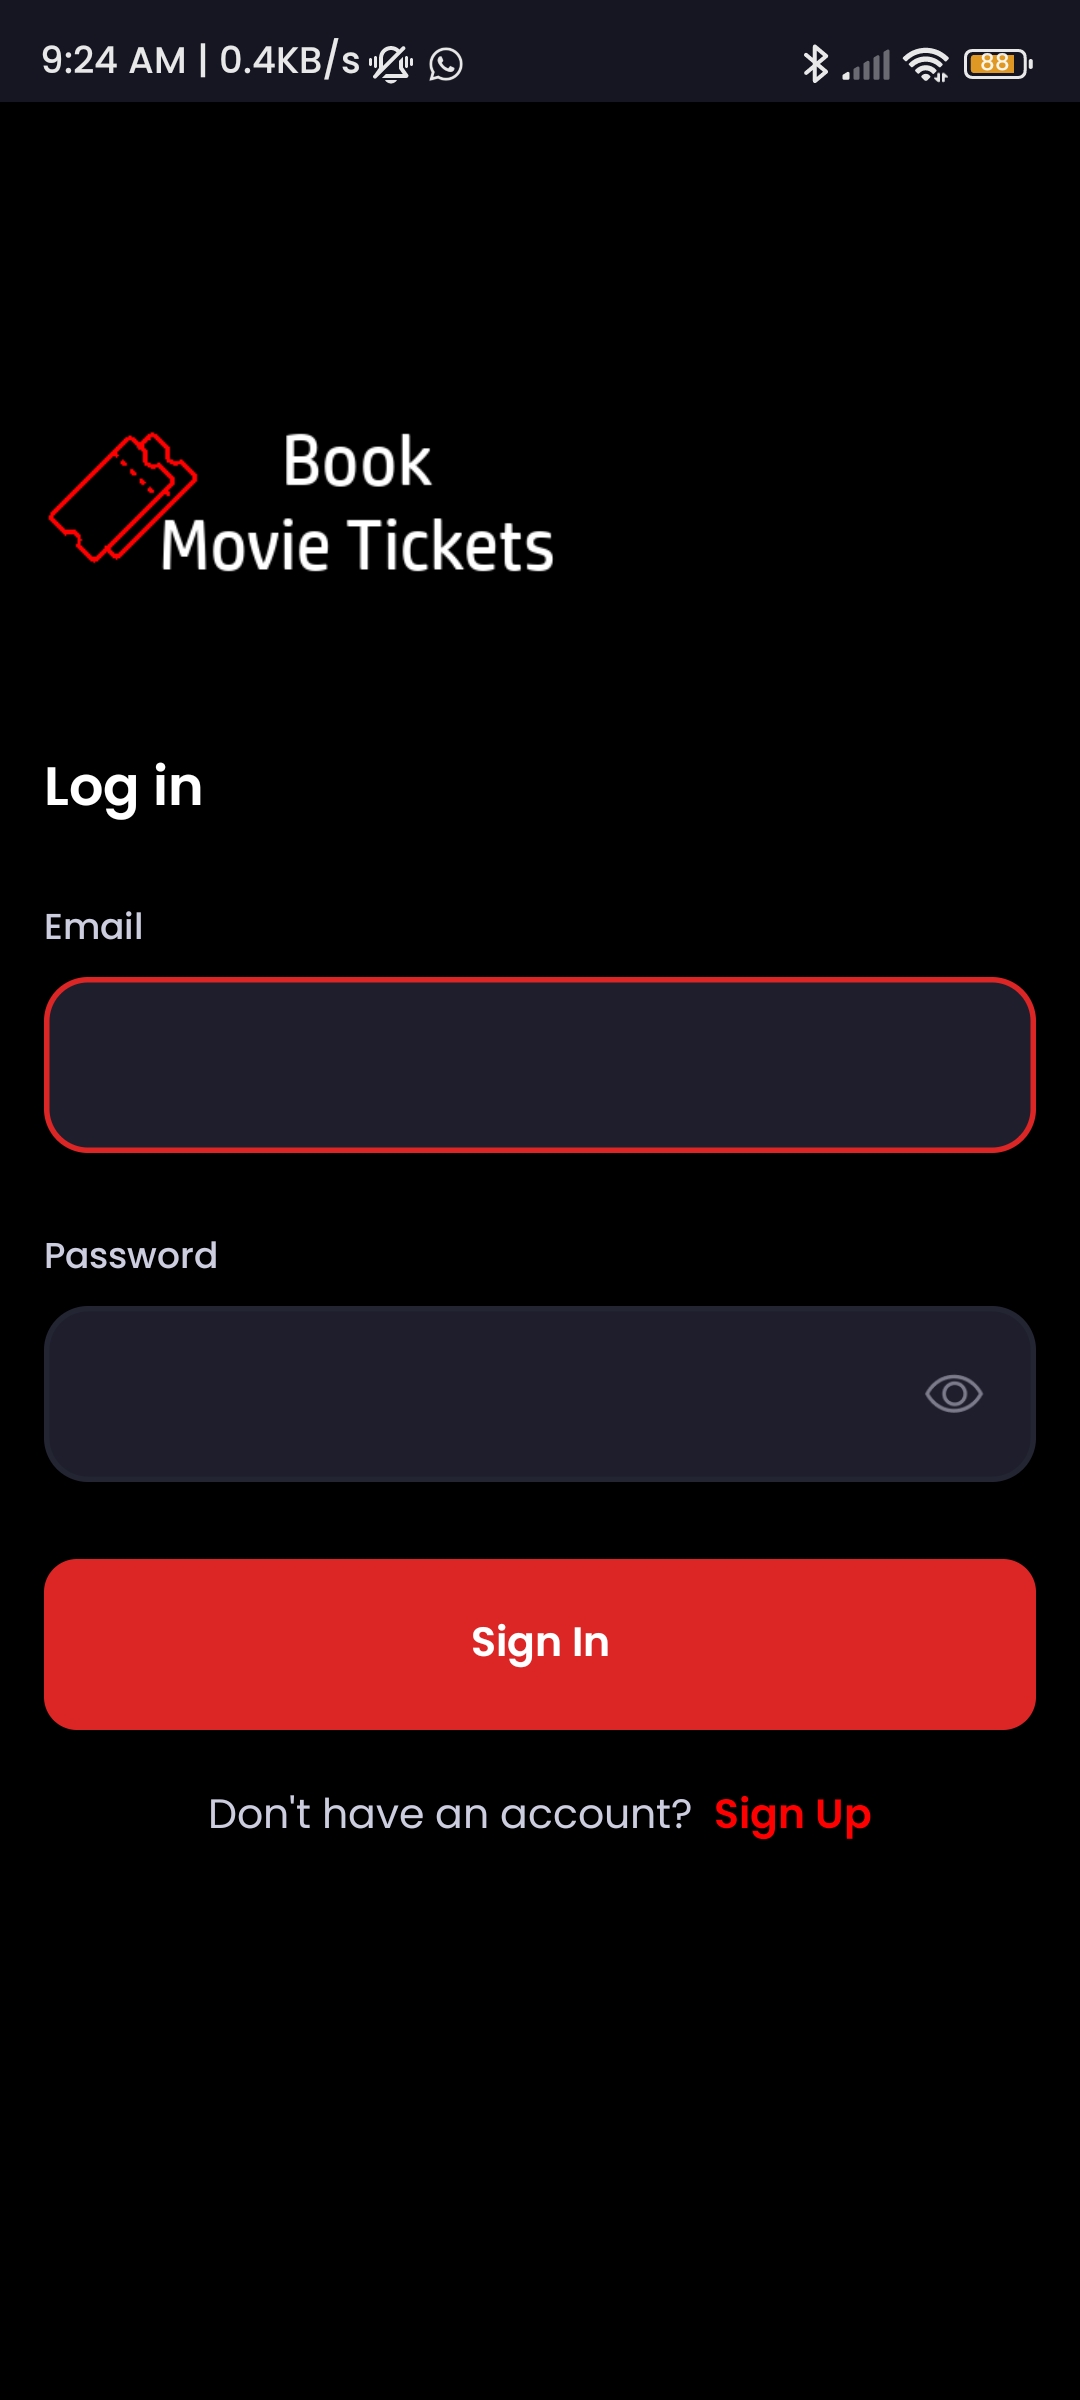 9:24 AM | 0.4KB/s
88
Book
Movie Tickets
Log in
Email
Password
Sign In
Don't have an account? Sign Up